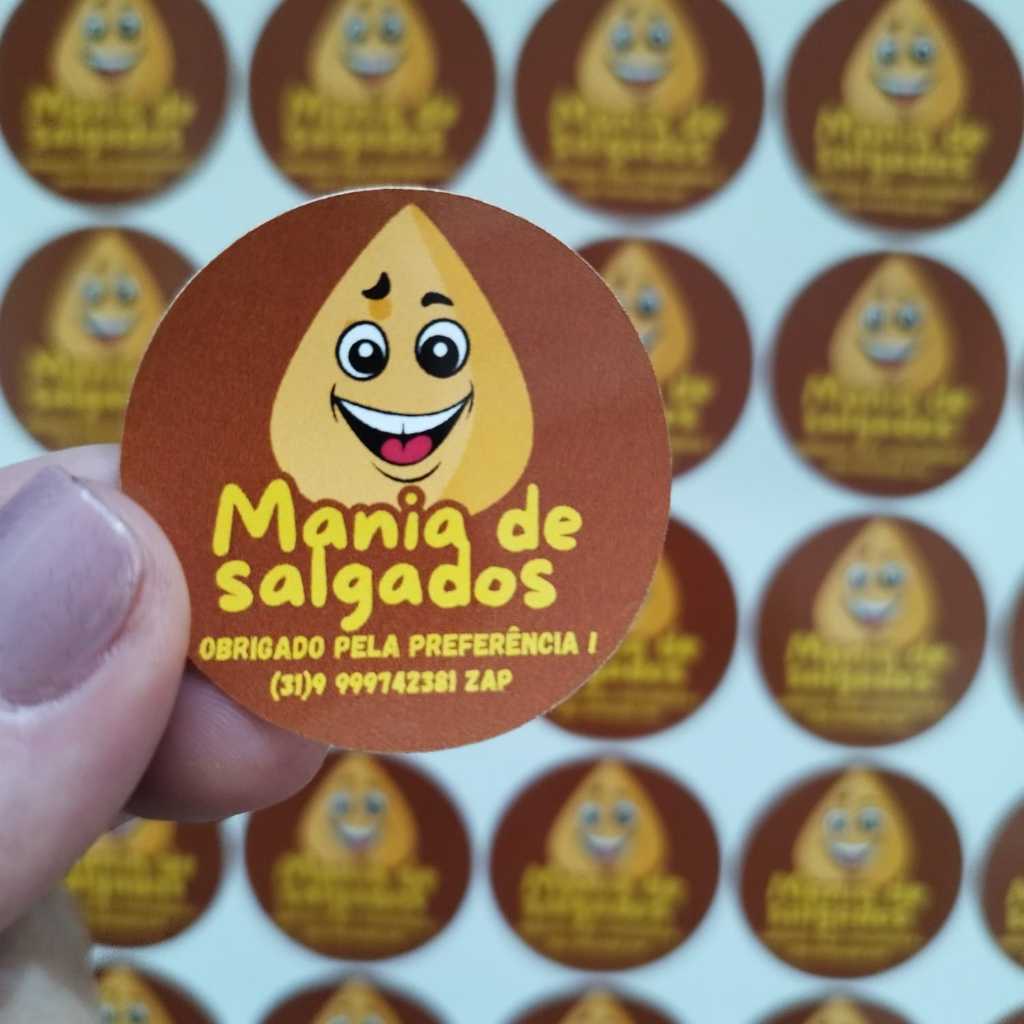 Mania de
salgados
OBRIGADO PELA PREFERÊNCIA !
(31)9 999742381 ZAP